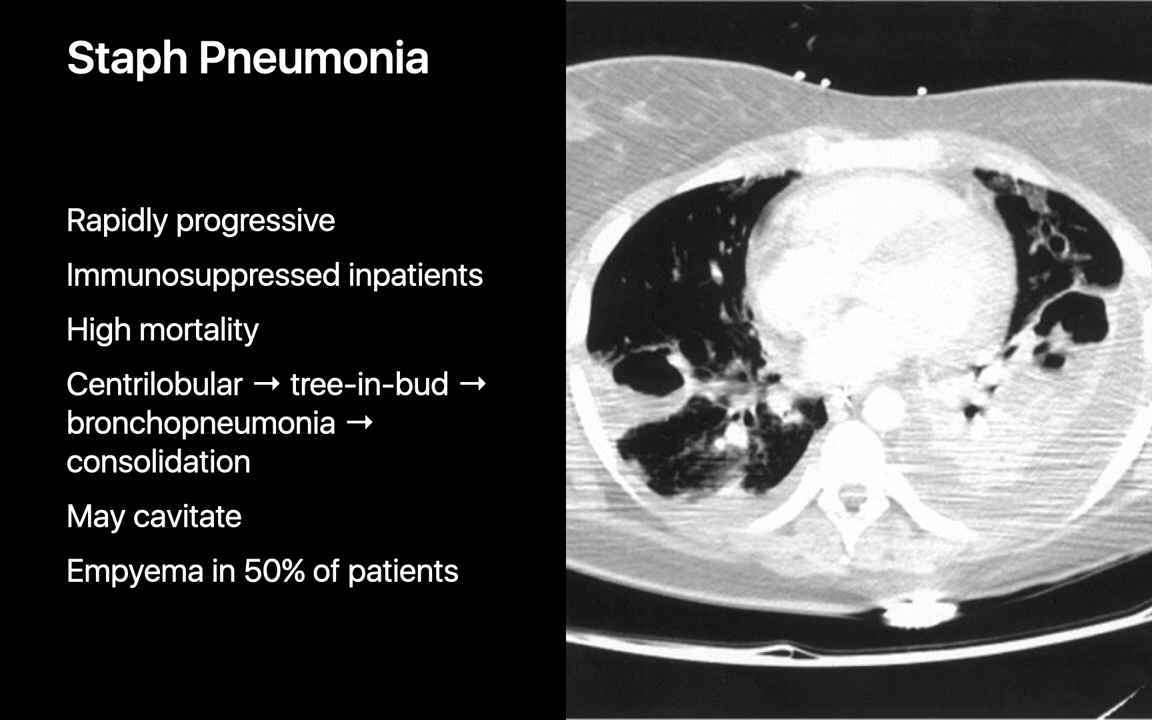 Staph Pneumonia
Rapidly progressive
Immunosuppressed inpatients
High mortality
Centrilobular → tree-in-bud →
bronchopneumonia →
consolidation
May cavitate
Empyema in 50% of patients